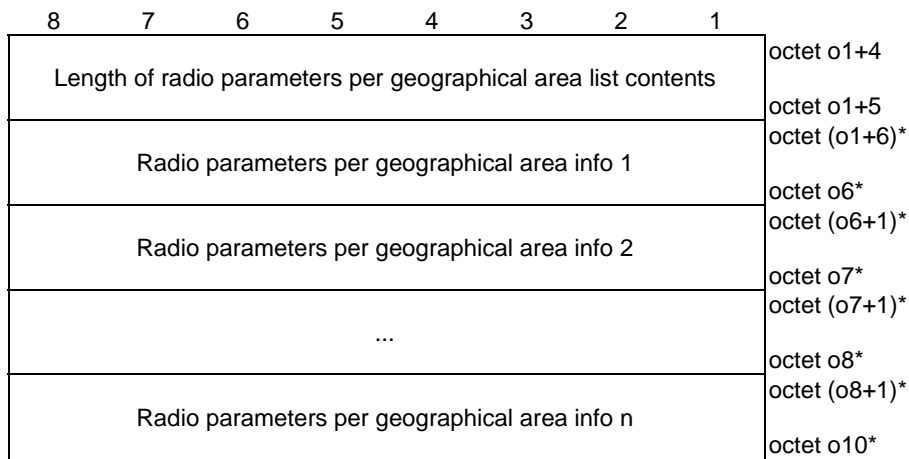 8 7 6 5 4 3 2 1
octet o1+4
Length of radio parameters per geographical area list contents
octet o1+5
octet (o1+6)*
Radio parameters per geographical area info 1
octet o6*
octet (o6+1)*
Radio parameters per geographical area info 2
octet o7*
octet (o7+1)*
...
octet o8*
octet (o8+1)*
Radio parameters per geographical area info n
octet o10*